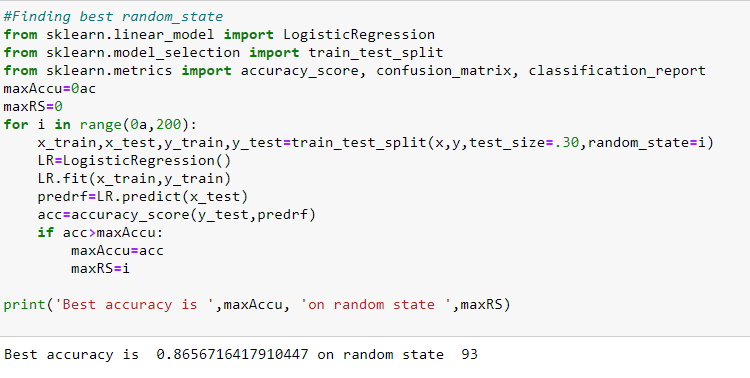 #Finding best random_state
from sklearn.linear_model import LogisticRegression
from sklearn.model_selection import train_test_split
from sklearn.metrics import accuracy_score, confusion_matrix, classification_report
maxAccu=0ac
maxRS=0
for i in range(0a,200):
    x_train,x_test,y_train,y_test=train_test_split(x,y,test_size=.30,random_state=i)
    LR=LogisticRegression()
    LR.fit(x_train,y_train)
    predrf=LR.predict(x_test)
    acc=accuracy_score(y_test,predrf)
    if acc>maxAccu:
        maxAccu=acc
        maxRS=i
print('Best accuracy is ',maxAccu, 'on random state ',maxRS)
Best accuracy is  0.8656716417910447 on random state  93